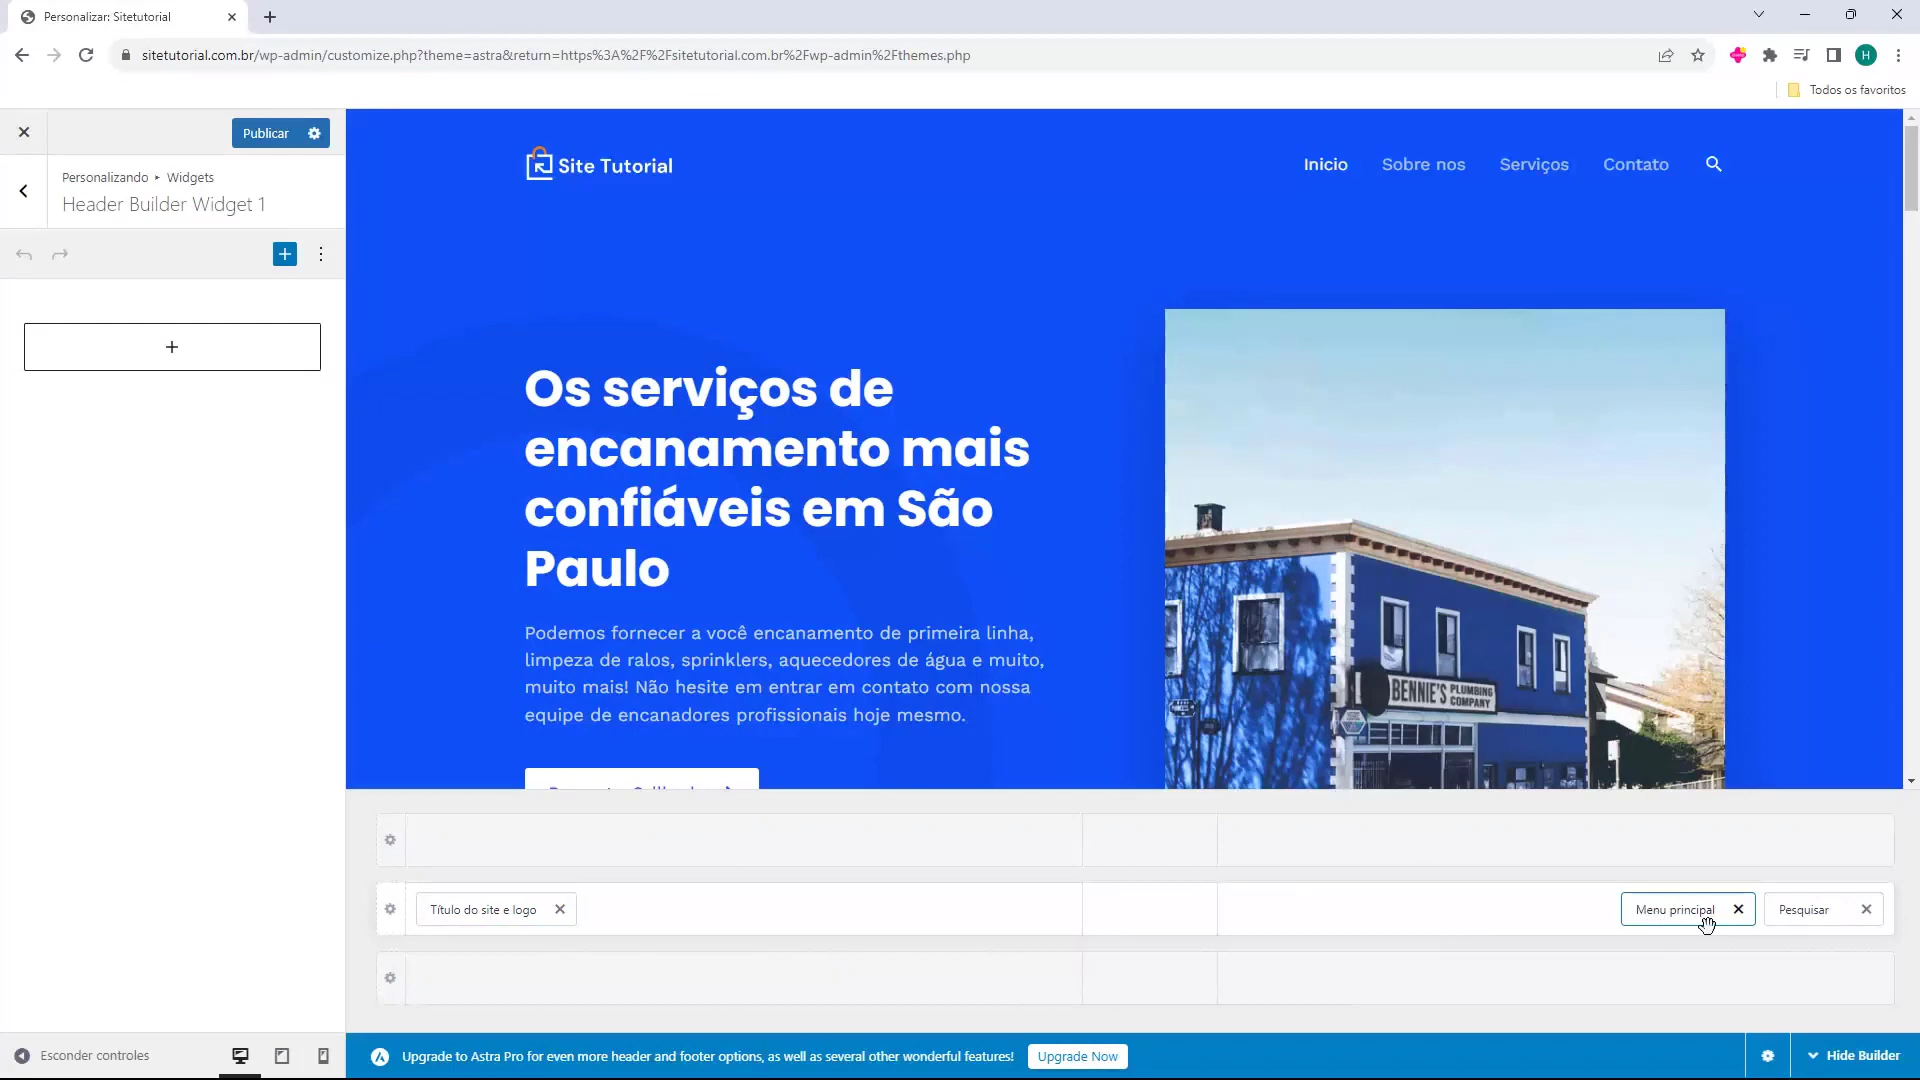 Personalizar: Sitetutorial
sitetutorial.com.br/wp-admin/customize.php?theme=astra&return=https%3A%2F%2Fsitetutorial.com.br%2Fwp-admin%2Fthemes.php
H
Todos os favoritos
Publicar
Personalizando ▸ Widgets
Header Builder Widget 1
Site Tutorial
Inicio Sobre nos Serviços Contato
Os serviços de
encanamento mais
confiáveis em São
Paulo
Podemos fornecer a você encanamento de primeira linha,
limpeza de ralos, sprinklers, aquecedores de água e muito,
muito mais! Não hesite em entrar em contato com nossa
equipe de encanadores profissionais hoje mesmo.
BENNIE'S PLUMBING
COMPANY
Título do site e logo
Menu principal
Pesquisar
Esconder controles
Upgrade to Astra Pro for even more header and footer options, as well as several other wonderful features!
Upgrade Now
Hide Builder